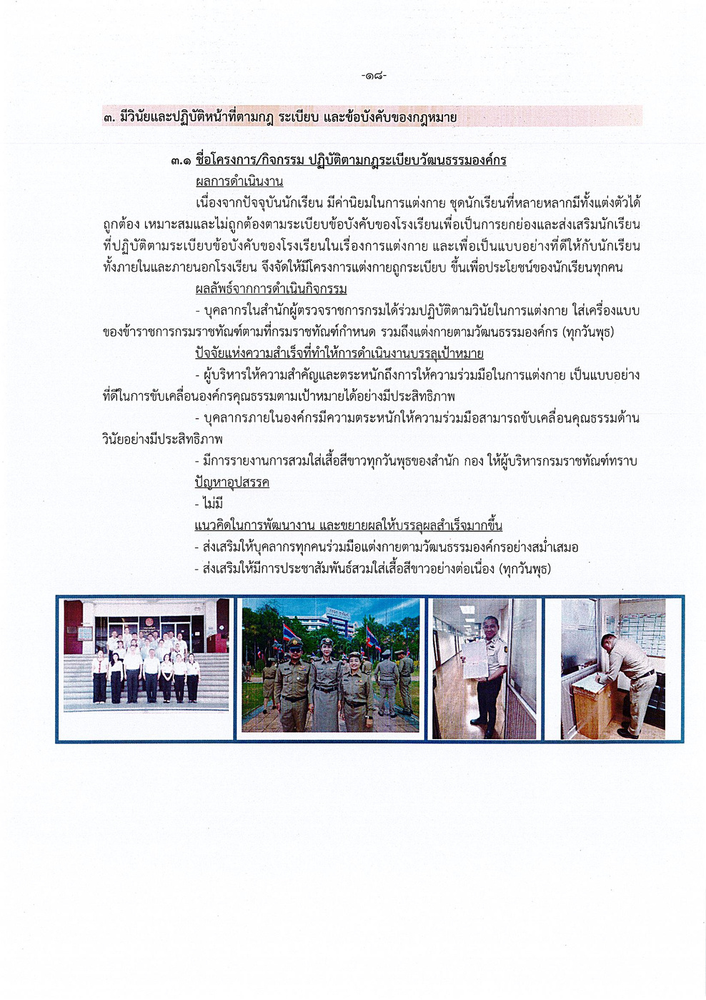 -๑๘-
๓. มีวินัยและปฏิบัติหน้าที่ตามกฎ ระเบียบ และข้อบังคับของกฎหมาย
๓.๑ ชื่อโครงการ/กิจกรรม ปฏิบัติตามกฎระเบียบวัฒนธรรมองค์กร
ผลการดำเนินงาน
เนื่องจากปัจจุบันนักเรียน มีค่านิยมในการแต่งกาย ชุดนักเรียนที่หลายหลากมีทั้งแต่งตัวได้
ถูกต้อง เหมาะสมและไม่ถูกต้องตามระเบียบข้อบังคับของโรงเรียนเพื่อเป็นการยกย่องและส่งเสริมนักเรียน
ที่ปฏิบัติตามระเบียบข้อบังคับของโรงเรียนในเรื่องการแต่งกาย และเพื่อเป็นแบบอย่างที่ดีให้กับนักเรียน
ทั้งภายในและภายนอกโรงเรียน จึงจัดให้มีโครงการแต่งกายถูกระเบียบ ขึ้นเพื่อประโยชน์ของนักเรียนทุกคน
ผลลัพธ์จากการดำเนินกิจกรรม
- บุคลากรในสำนักผู้ตรวจราชการกรมได้ร่วมปฏิบัติตามวินัยในการแต่งกาย ใส่เครื่องแบบ
ของข้าราชการกรมราชทัณฑ์ตามที่กรมราชทัณฑ์กำหนด รวมถึงแต่งกายตามวัฒนธรรมองค์กร (ทุกวันพุธ)
ปัจจัยแห่งความสำเร็จที่ทำให้การดำเนินงานบรรลุเป้าหมาย
- ผู้บริหารให้ความสำคัญและตระหนักถึงการให้ความร่วมมือในการแต่งกาย เป็นแบบอย่าง
ที่ดีในการขับเคลื่อนองค์กรคุณธรรมตามเป้าหมายได้อย่างมีประสิทธิภาพ
- บุคลากรภายในองค์กรมีความตระหนักให้ความร่วมมือสามารถขับเคลื่อนคุณธรรมด้าน
วินัยอย่างมีประสิทธิภาพ
- มีการรายงานการสวมใส่เสื้อสีขาวทุกวันพุธของสำนัก กอง ให้ผู้บริหารกรมราชทัณฑ์ทราบ
ปัญหาอุปสรรค
- ไม่มี
แนวคิดในการพัฒนางาน และขยายผลให้บรรลุผลสำเร็จมากขึ้น
- ส่งเสริมให้บุคลากรทุกคนร่วมมือแต่งกายตามวัฒนธรรมองค์กรอย่างสม่ำเสมอ
- ส่งเสริมให้มีการประชาสัมพันธ์สวมใส่เสื้อสีขาวอย่างต่อเนื่อง (ทุกวันพุธ)